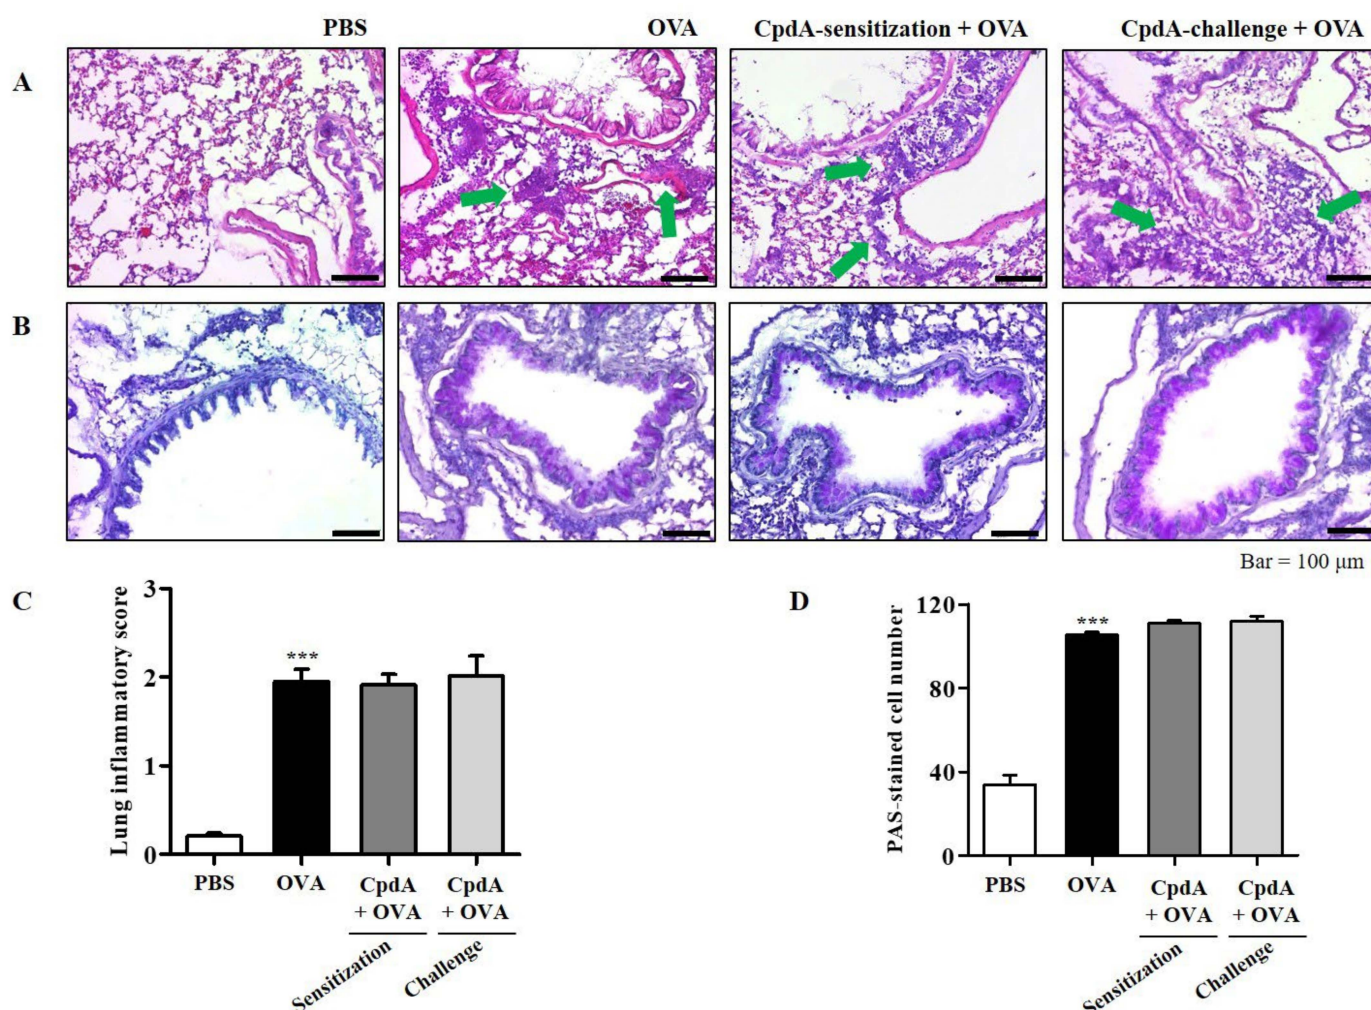 PBS
OVA
CpdA-sensitization + OVA
CpdA-challenge + OVA
A
B
Bar = 100 μm
C
Lung inflammatory score
3
2
1
0
***
PBS
OVA
CpdA
+ OVA
CpdA
+ OVA
Sensitization
Challenge
D
PAS-stained cell number
120
80
40
0
***
PBS
OVA
CpdA
+ OVA
CpdA
+ OVA
Sensitization
Challenge